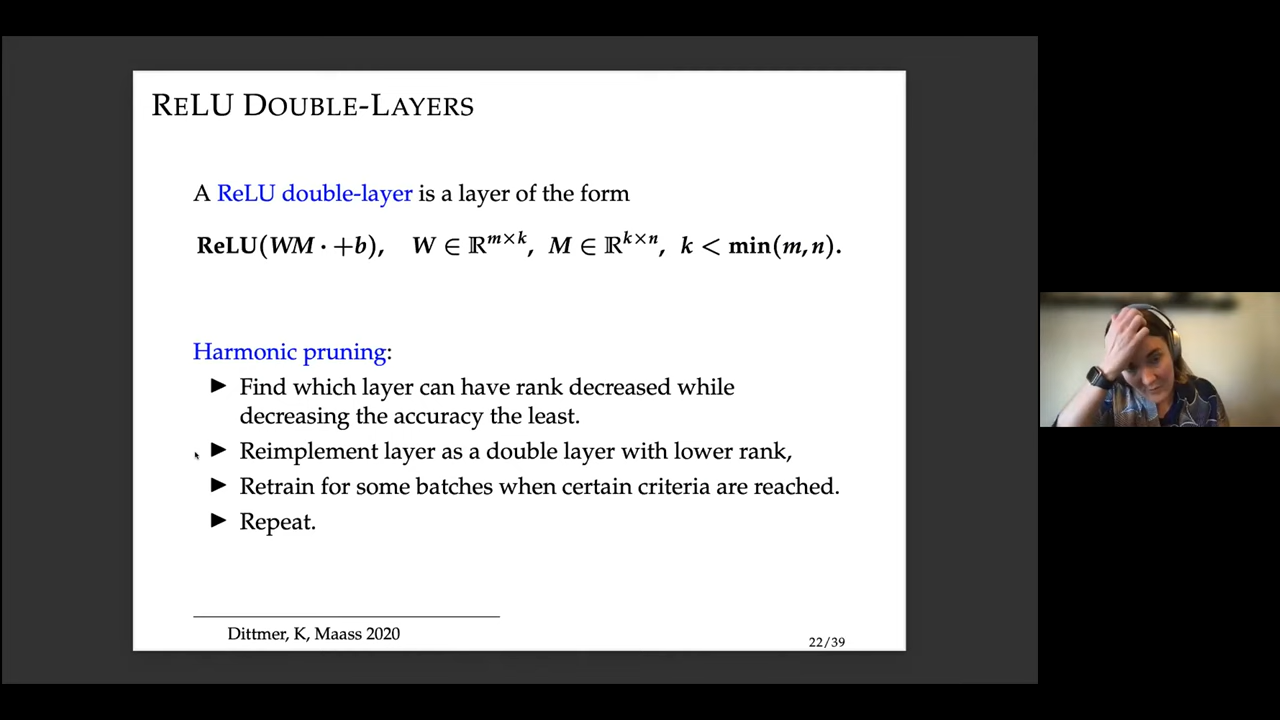 RELU DOUBLE-LAYERS
A ReLU double-layer is a layer of the form
ReLU(WM · +b), W ∈ ℝ^{m×k}, M ∈ ℝ^{k×n}, k < min(m, n).
Harmonic pruning:
▶ Find which layer can have rank decreased while
decreasing the accuracy the least.
▶ Reimplement layer as a double layer with lower rank,
▶ Retrain for some batches when certain criteria are reached.
▶ Repeat.
Dittmer, K, Maass 2020
22/39